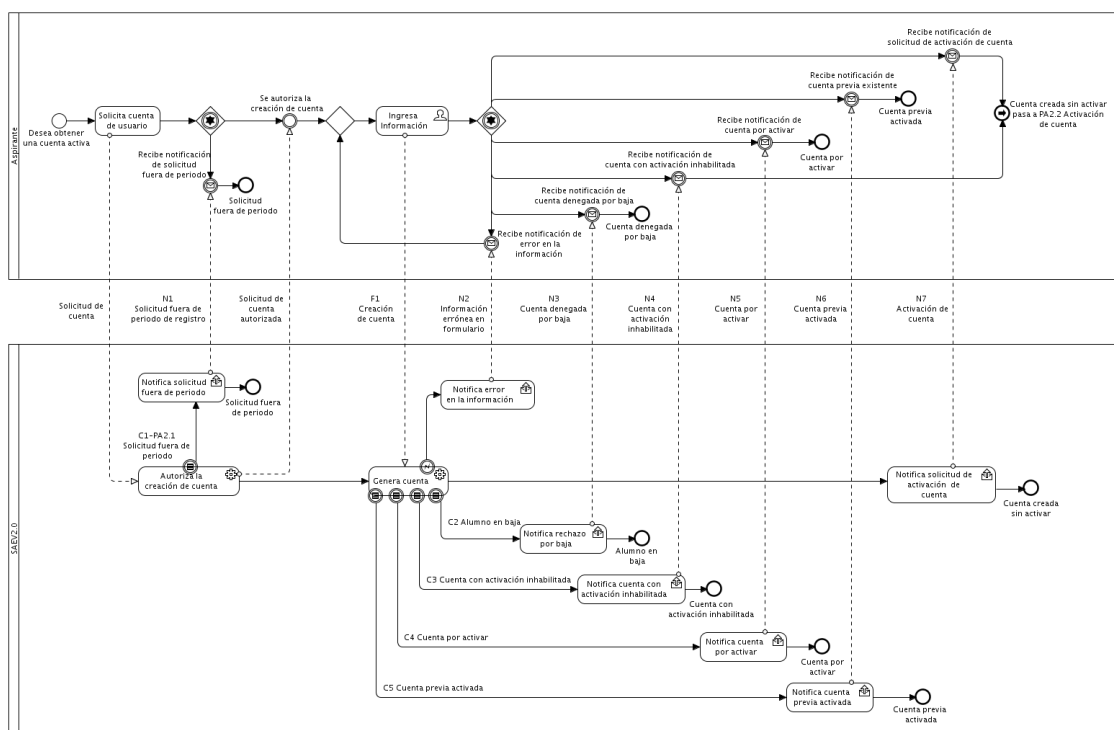 Aspirante
Recibe notificación de
solicitud de activación de cuenta
Recibe notificación de
cuenta previa existente
Se autoriza la
creación de cuenta
Solicita cuenta
de usuario
Ingresa
Información
Cuenta previa
activada
Cuenta creada sin activar
pasa a PA2.2 Activación
de cuenta
Desea obtener
una cuenta activa
Recibe notificación de
cuenta por activar
Recibe notificación
de solicitud
fuera de periodo
Recibe notificación de
cuenta con activación inhabilitada
Cuenta por
activar
Solicitud
fuera de periodo
Recibe notificación de
cuenta denegada por baja
Cuenta denegada
por baja
Recibe notificación de
error en la
información
Solicitud de
cuenta
N1
Solicitud fuera de
periodo de registro
Solicitud de
cuenta
autorizada
F1
Creación
de cuenta
N2
Información
errónea en
formulario
N3
Cuenta denegada
por baja
N4
Cuenta con
activación
inhabilitada
N5
Cuenta por
activar
N6
Cuenta previa
activada
N7
Activación de
cuenta
SAEV2.0
Notifica solicitud
fuera de periodo
Solicitud fuera
de periodo
Notifica error
en la información
C1-PA2.1
Solicitud fuera de
periodo
Autoriza la
creación de cuenta
Genera cuenta
Notifica solicitud de
activación de
cuenta
Cuenta creada
sin activar
C2 Alumno en baja
Notifica rechazo
por baja
Alumno en
baja
C3 Cuenta con activación inhabilitada
Notifica cuenta con
activación inhabilitada
Cuenta con
activación inhabilitada
C4 Cuenta por activar
Notifica cuenta
por activar
Cuenta por
activar
C5 Cuenta previa activada
Notifica cuenta
previa activada
Cuenta previa
activada